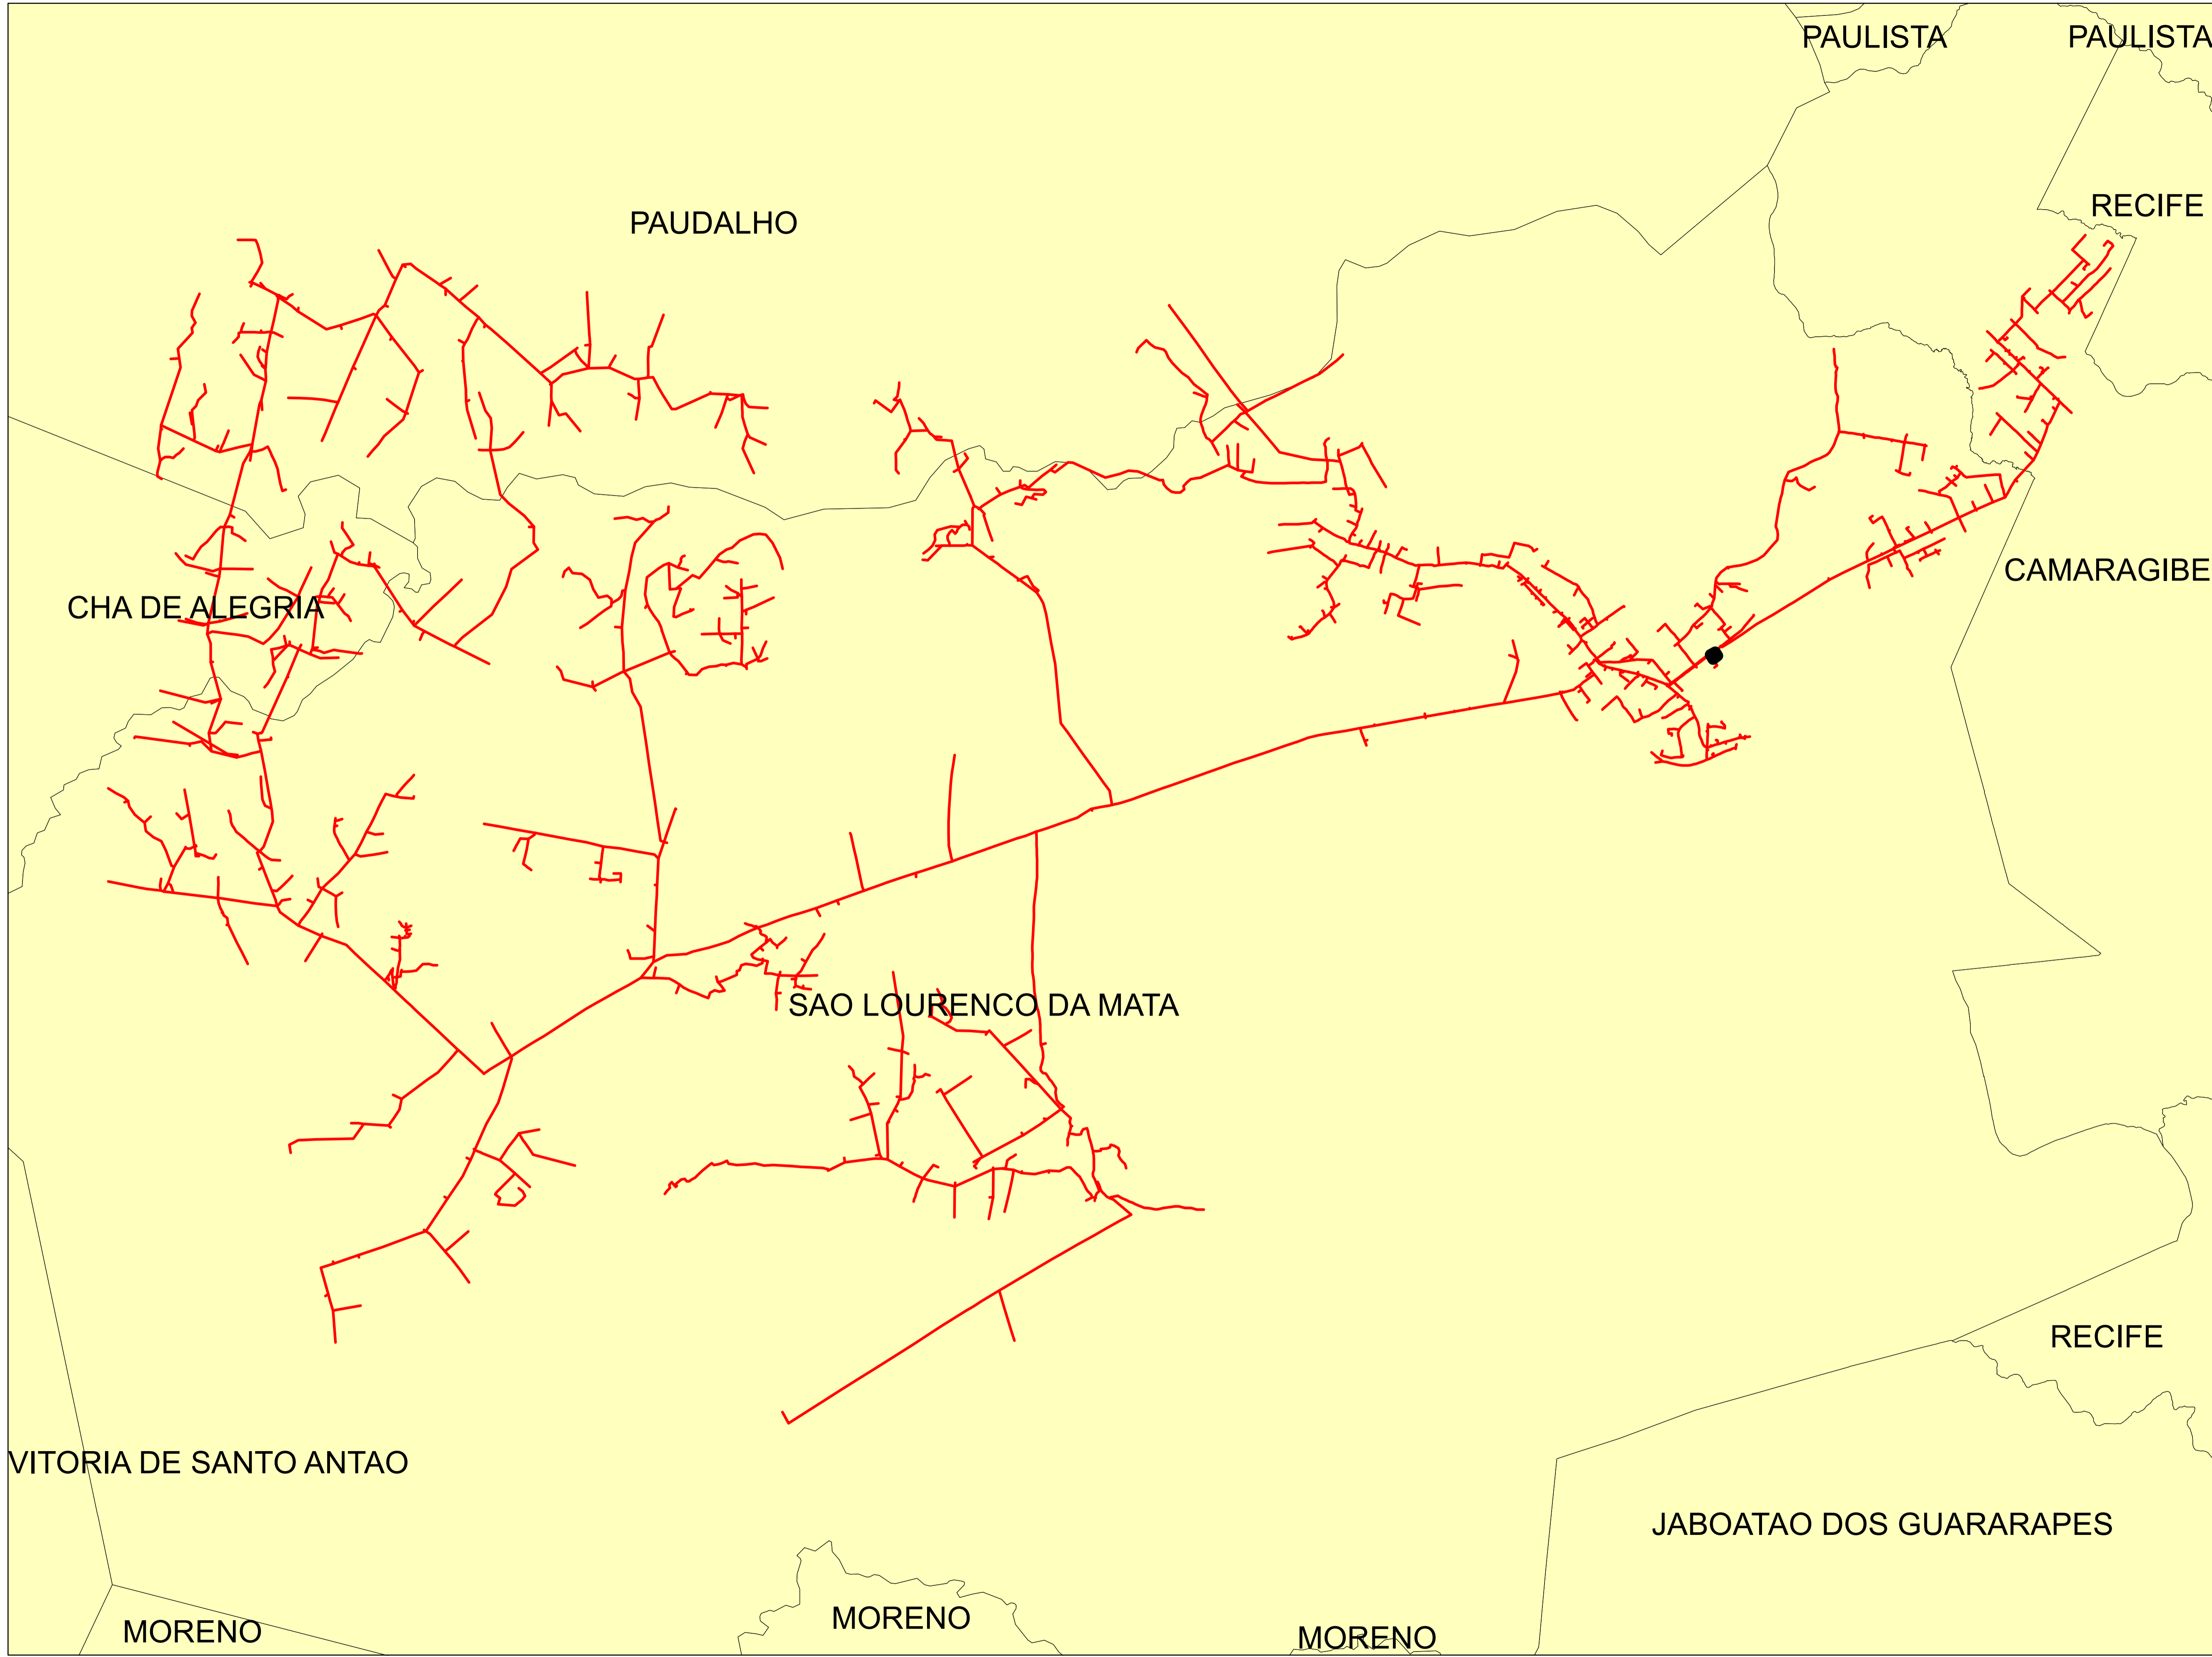 PAULISTA
PAULISTA
RECIFE
PAUDALHO
CAMARAGIBE
CHA DE ALEGRIA
SAO LOURENCO DA MATA
RECIFE
VITORIA DE SANTO ANTAO
JABOATAO DOS GUARARAPES
MORENO
MORENO
MORENO